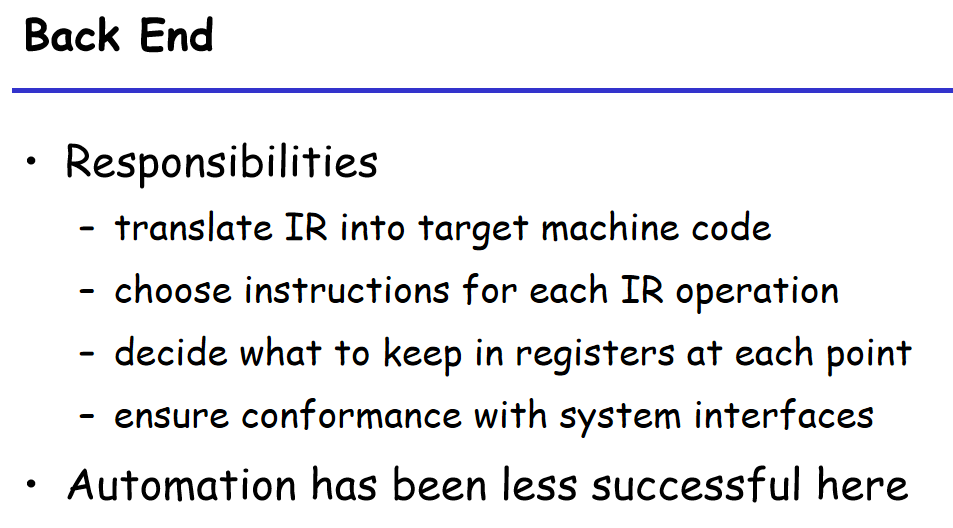 Back End
• Responsibilities
– translate IR into target machine code
– choose instructions for each IR operation
– decide what to keep in registers at each point
– ensure conformance with system interfaces
• Automation has been less successful here